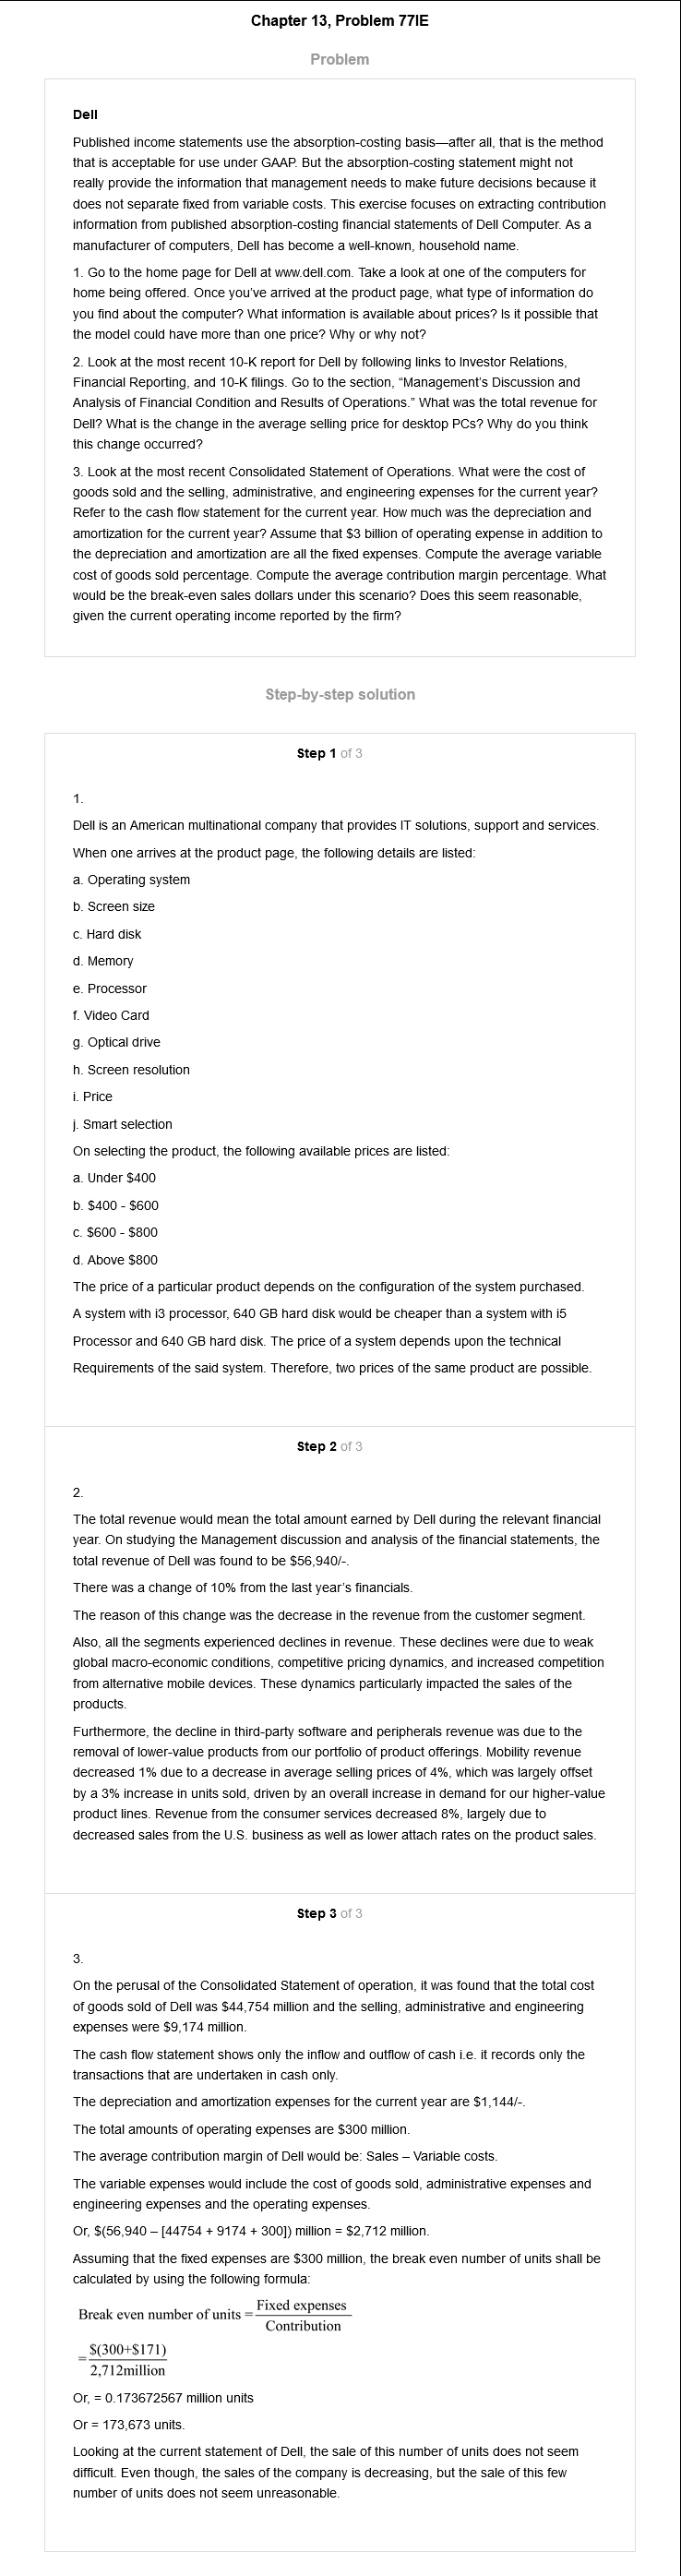 Chapter 13, Problem 77IE
Problem
Dell
Published income statements use the absorption-costing basis—after all, that is the method
that is acceptable for use under GAAP. But the absorption-costing statement might not
really provide the information that management needs to make future decisions because it
does not separate fixed from variable costs. This exercise focuses on extracting contribution
information from published absorption-costing financial statements of Dell Computer. As a
manufacturer of computers, Dell has become a well-known, household name.
1. Go to the home page for Dell at www.dell.com. Take a look at one of the computers for
home being offered. Once you've arrived at the product page, what type of information do
you find about the computer? What information is available about prices? Is it possible that
the model could have more than one price? Why or why not?
2. Look at the most recent 10-K report for Dell by following links to Investor Relations,
Financial Reporting, and 10-K filings. Go to the section, “Management's Discussion and
Analysis of Financial Condition and Results of Operations.” What was the total revenue for
Dell? What is the change in the average selling price for desktop PCs? Why do you think
this change occurred?
3. Look at the most recent Consolidated Statement of Operations. What were the cost of
goods sold and the selling, administrative, and engineering expenses for the current year?
Refer to the cash flow statement for the current year. How much was the depreciation and
amortization for the current year? Assume that $3 billion of operating expense in addition to
the depreciation and amortization are all the fixed expenses. Compute the average variable
cost of goods sold percentage. Compute the average contribution margin percentage. What
would be the break-even sales dollars under this scenario? Does this seem reasonable,
given the current operating income reported by the firm?
Step-by-step solution
Step 1 of 3
1.
Dell is an American multinational company that provides IT solutions, support and services.
When one arrives at the product page, the following details are listed:
a. Operating system
b. Screen size
c. Hard disk
d. Memory
e. Processor
f. Video Card
g. Optical drive
h. Screen resolution
i. Price
j. Smart selection
On selecting the product, the following available prices are listed:
a. Under $400
b. $400 - $600
c. $600 - $800
d. Above $800
The price of a particular product depends on the configuration of the system purchased.
A system with i3 processor, 640 GB hard disk would be cheaper than a system with i5
Processor and 640 GB hard disk. The price of a system depends upon the technical
Requirements of the said system. Therefore, two prices of the same product are possible.
Step 2 of 3
2.
The total revenue would mean the total amount earned by Dell during the relevant financial
year. On studying the Management discussion and analysis of the financial statements, the
total revenue of Dell was found to be $56,940/-.
There was a change of 10% from the last year's financials.
The reason of this change was the decrease in the revenue from the customer segment.
Also, all the segments experienced declines in revenue. These declines were due to weak
global macro-economic conditions, competitive pricing dynamics, and increased competition
from alternative mobile devices. These dynamics particularly impacted the sales of the
products.
Furthermore, the decline in third-party software and peripherals revenue was due to the
removal of lower-value products from our portfolio of product offerings. Mobility revenue
decreased 1% due to a decrease in average selling prices of 4%, which was largely offset
by a 3% increase in units sold, driven by an overall increase in demand for our higher-value
product lines. Revenue from the consumer services decreased 8%, largely due to
decreased sales from the U.S. business as well as lower attach rates on the product sales.
Step 3 of 3
3.
On the perusal of the Consolidated Statement of operation, it was found that the total cost
of goods sold of Dell was $44,754 million and the selling, administrative and engineering
expenses were $9,174 million.
The cash flow statement shows only the inflow and outflow of cash i.e. it records only the
transactions that are undertaken in cash only.
The depreciation and amortization expenses for the current year are $1,144/-.
The total amounts of operating expenses are $300 million.
The average contribution margin of Dell would be: Sales – Variable costs.
The variable expenses would include the cost of goods sold, administrative expenses and
engineering expenses and the operating expenses.
Or, $(56,940 – [44754 + 9174 + 300]) million = $2,712 million.
Assuming that the fixed expenses are $300 million, the break even number of units shall be
calculated by using the following formula:
Break even number of units = Fixed expenses
Contribution
= $(300+$171)
2,712million
Or, = 0.173672567 million units
Or = 173,673 units.
Looking at the current statement of Dell, the sale of this number of units does not seem
difficult. Even though, the sales of the company is decreasing, but the sale of this few
number of units does not seem unreasonable.